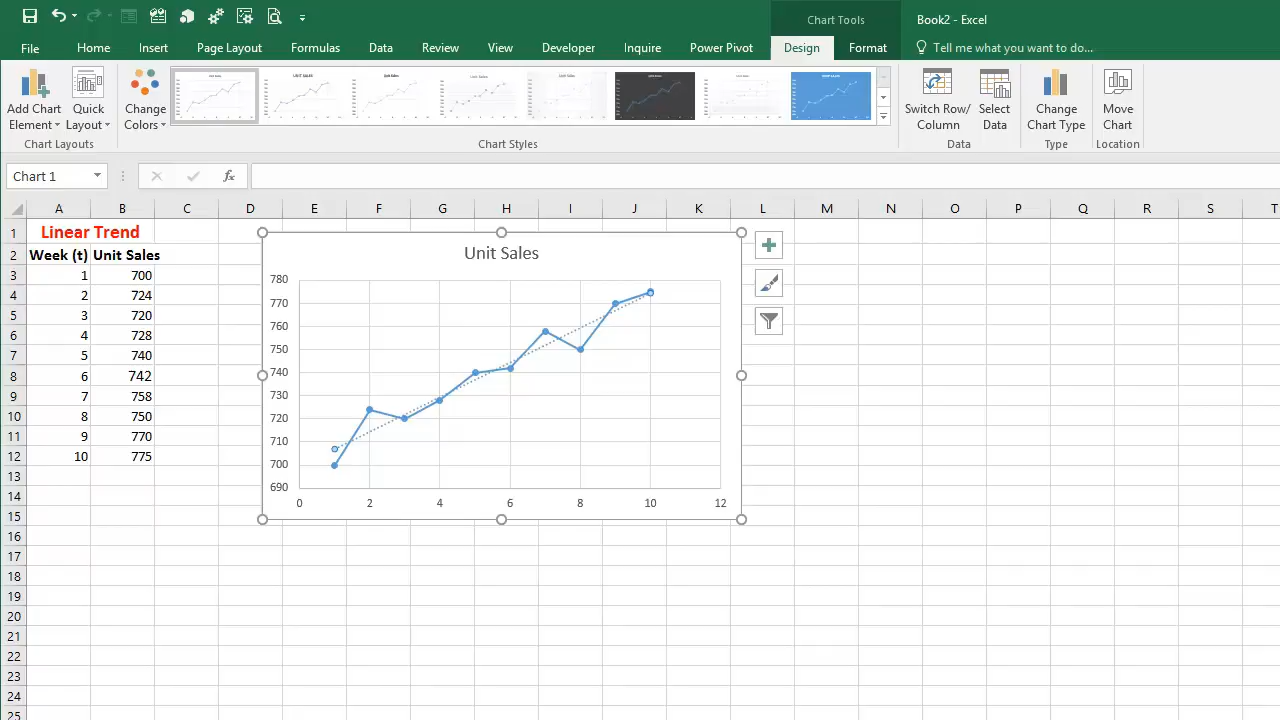 Chart Tools Book2 - Excel
File Home Insert Page Layout Formulas Data Review View Developer Inquire Power Pivot Design Format Tell me what you want to do...
Add Chart Quick Change Switch Row/ Select Change Move
Element Layout Colors Column Data Chart Type Chart
Chart Layouts Chart Styles Data Type Location
Chart 1 fx
A B C D E F G H I J K L M N O P Q R S T
1 Linear Trend
2 Week (t) Unit Sales
3 1 700
4 2 724
5 3 720
6 4 728
7 5 740
8 6 742
9 7 758
10 8 750
11 9 770
12 10 775
13
14
15
16
17
18
19
20
21
22
23
24
25
Unit Sales
780
770
760
750
740
730
720
710
700
690
0 2 4 6 8 10 12